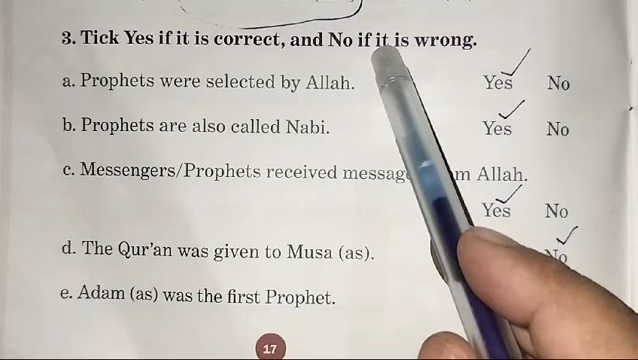 3. Tick Yes if it is correct, and No if it is wrong.
a. Prophets were selected by Allah. Yes No
b. Prophets are also called Nabi. Yes No
c. Messengers/Prophets received messag m Allah.
Yes No
d. The Qur'an was given to Musa (as). No
e. Adam (as) was the first Prophet.
17